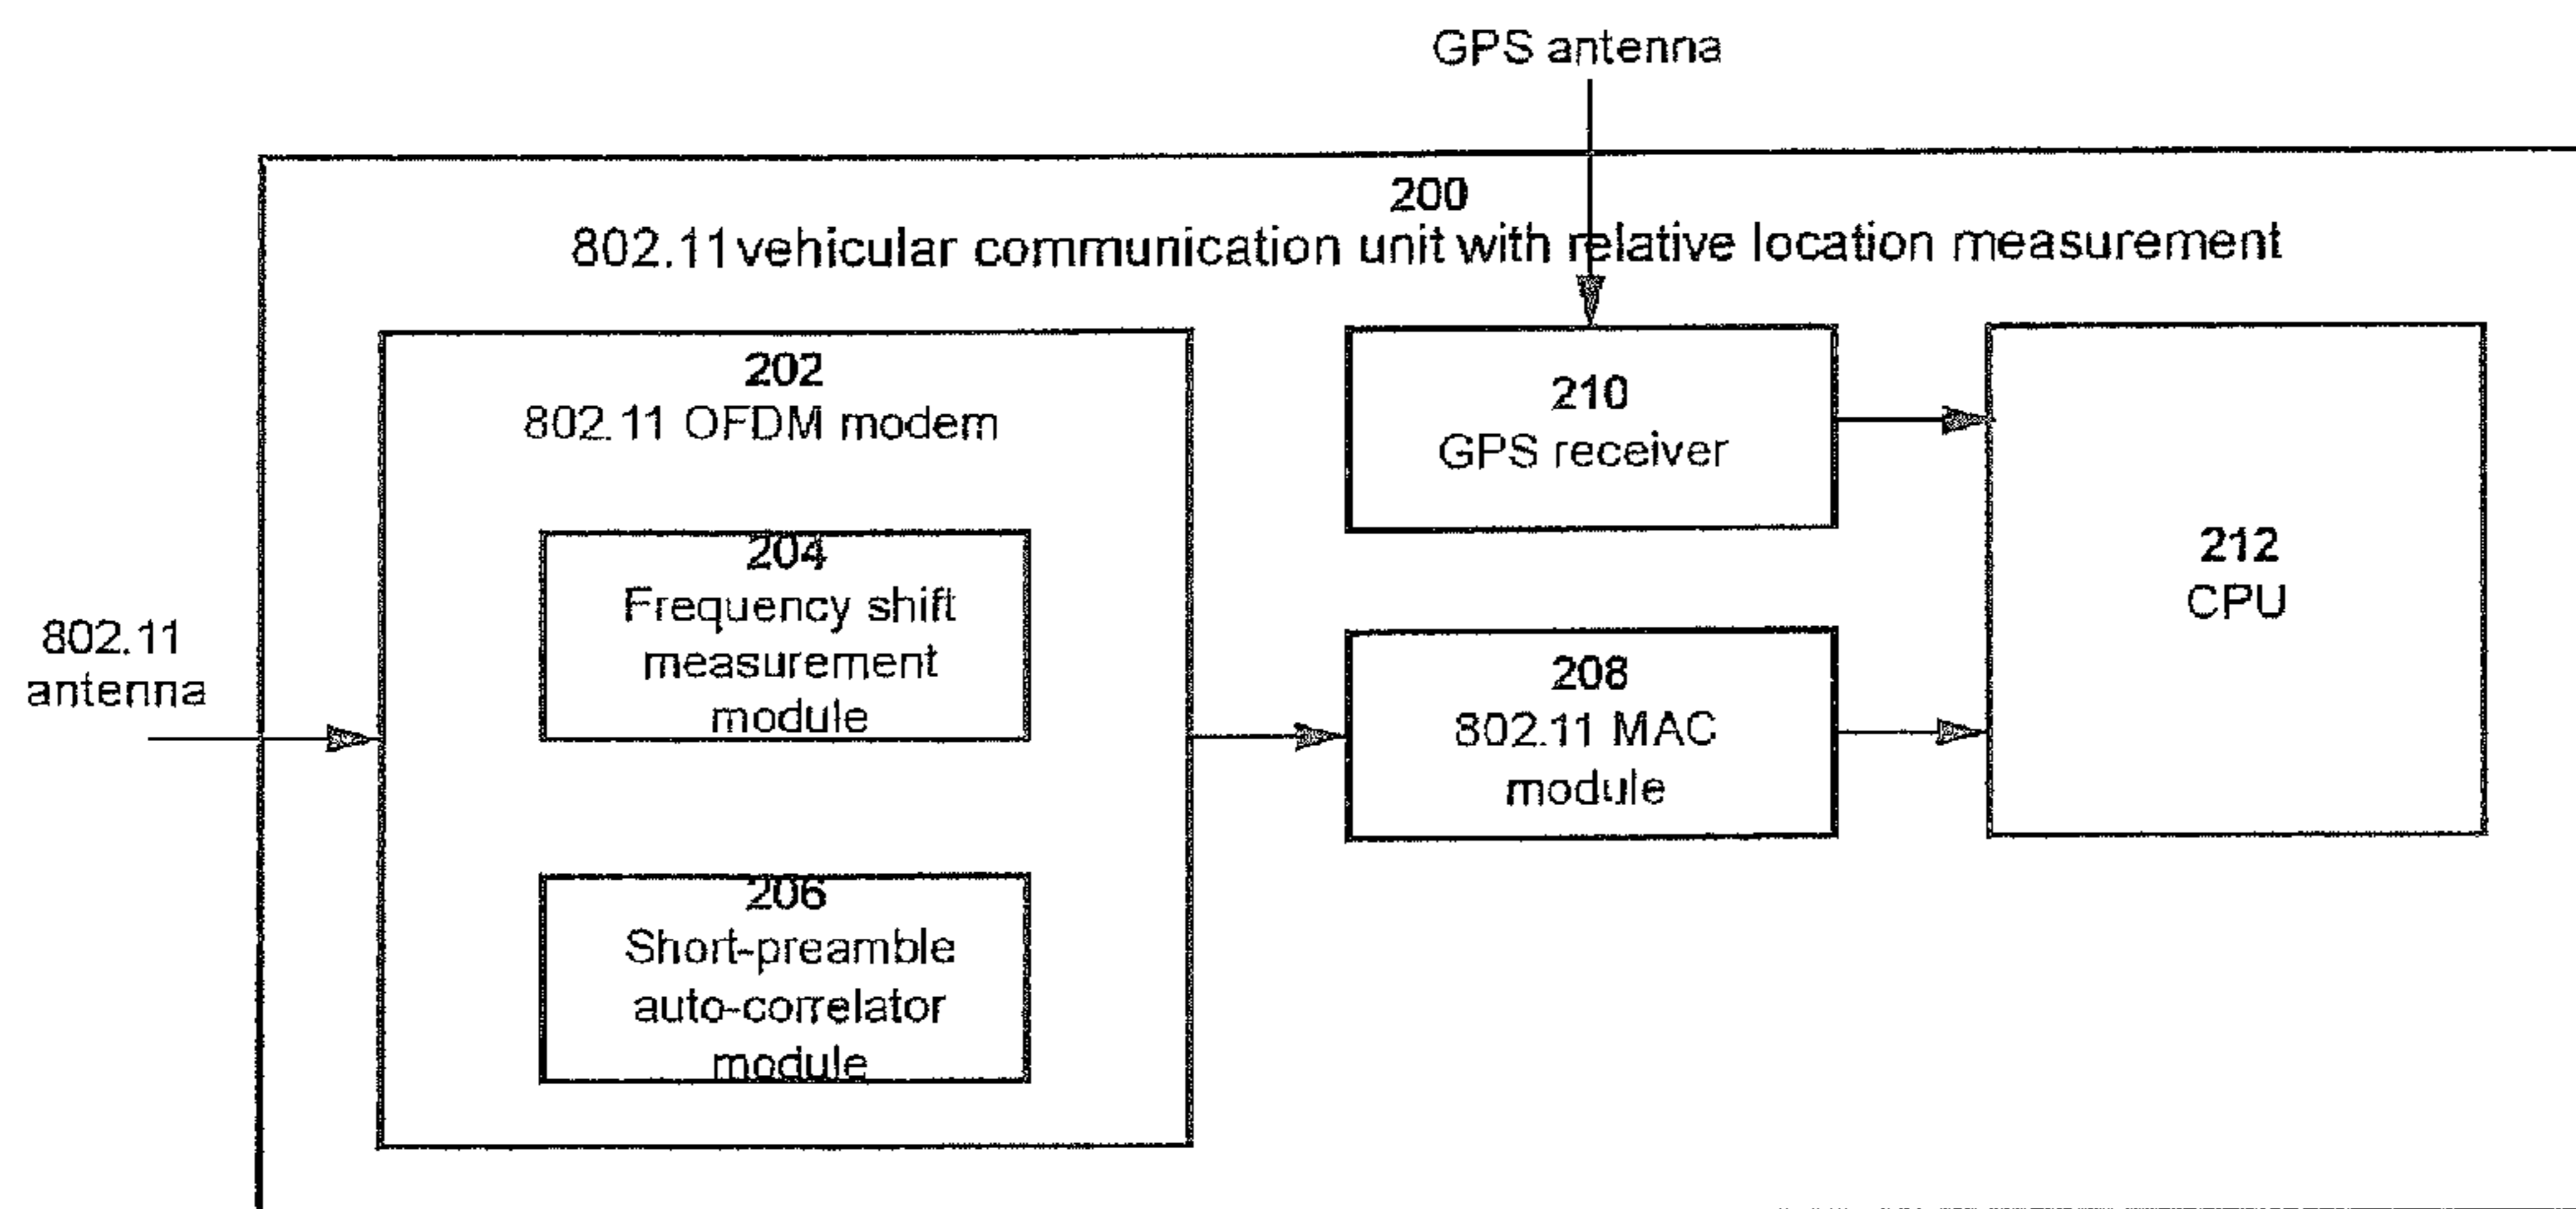 GPS antenna
200
802.11 vehicular communication unit with relative location measurement
202
802.11 OFDM modem
204
Frequency shift
measurement
module
206
Short-preamble
auto-correlator
module
802.11
antenna
210
GPS receiver
208
802.11 MAC
module
212
CPU